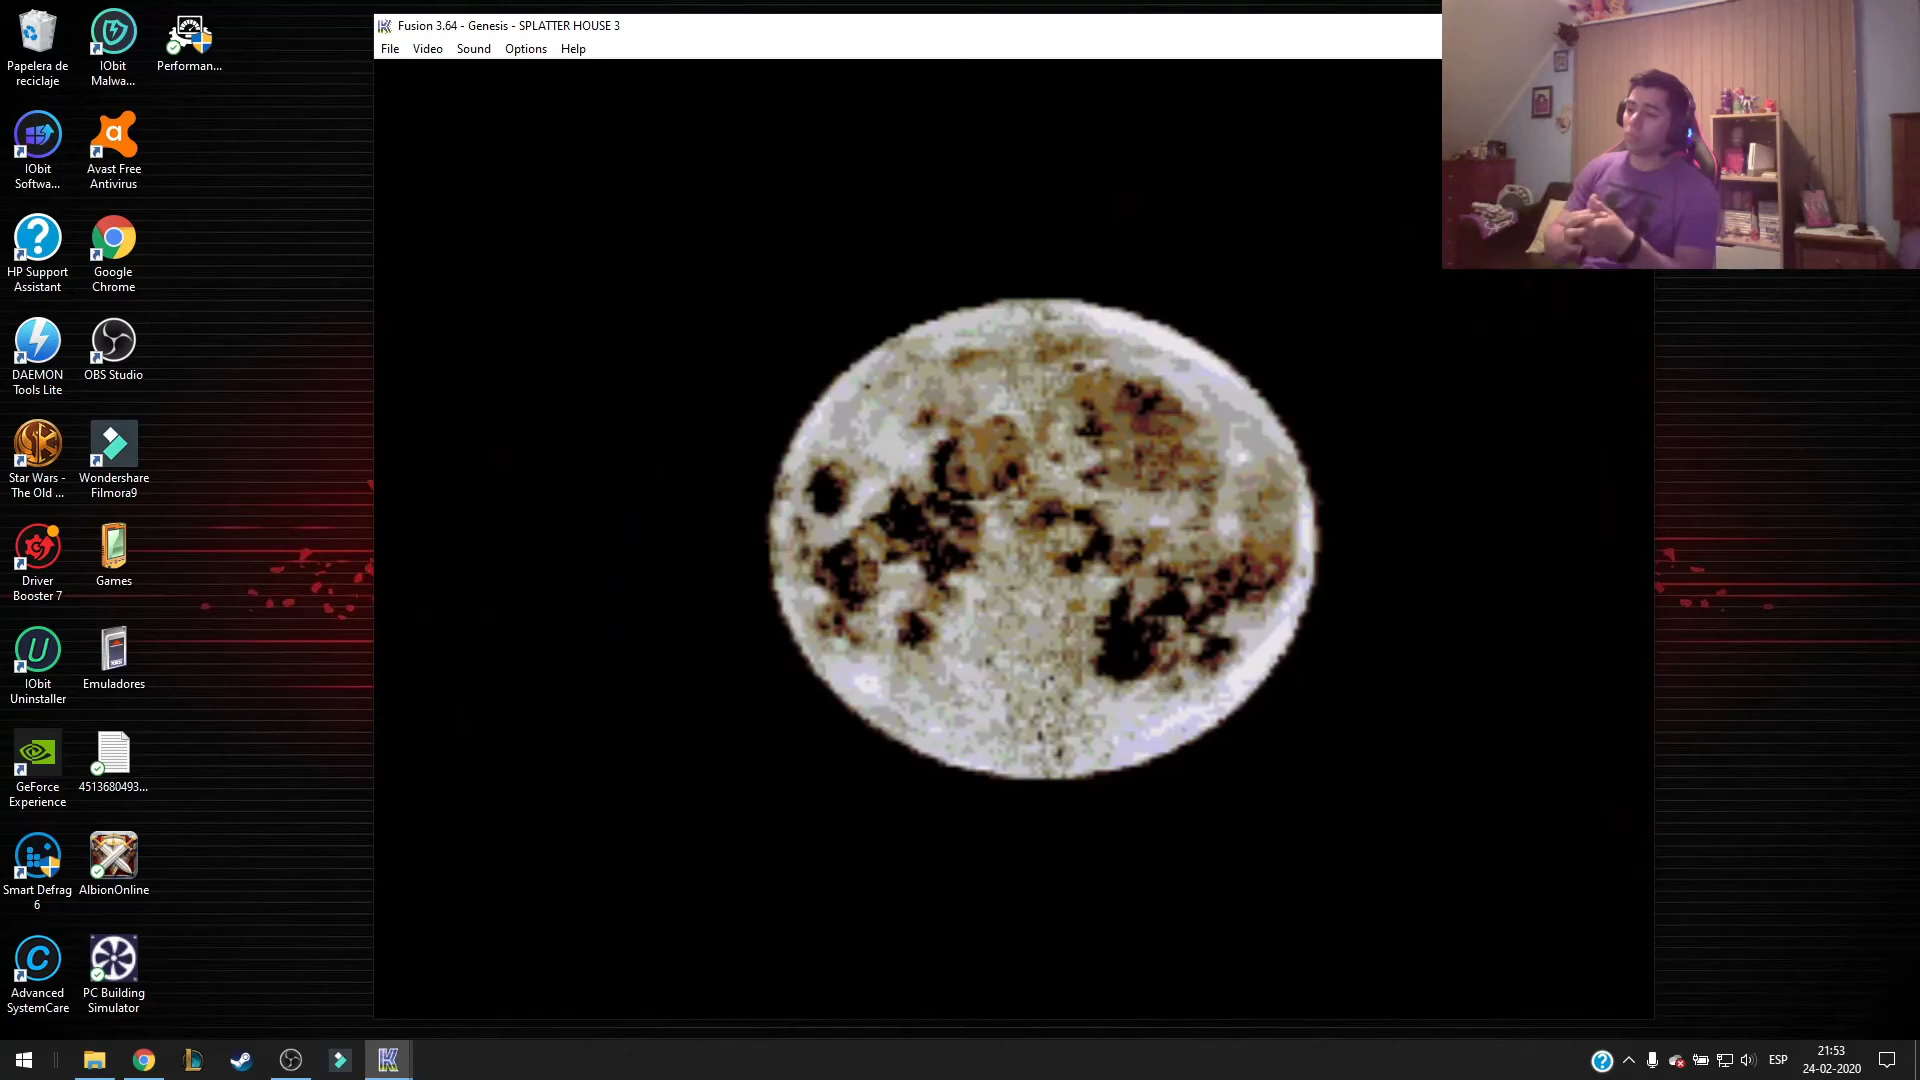 Fusion 3.64 - Genesis - SPLATTER HOUSE 3
File Video Sound Options Help
Papelera de
reciclaje
IObit
Malwa...
Performan...
IObit
Softwa...
Avast Free
Antivirus
HP Support
Assistant
Google
Chrome
DAEMON
Tools Lite
OBS Studio
Star Wars -
The Old ...
Wondershare
Filmora9
Driver
Booster 7
Games
IObit
Uninstaller
Emuladores
GeForce
Experience
4513680493...
Smart Defrag
6
AlbionOnline
Advanced
SystemCare
PC Building
Simulator
ESP
21:53
24-02-2020